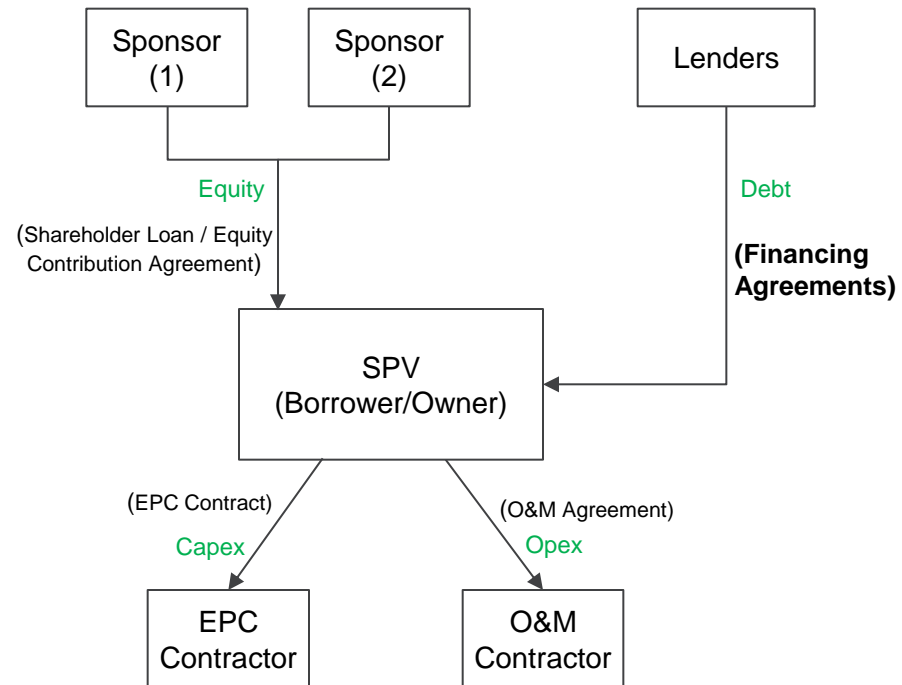 Sponsor
(1)
Sponsor
(2)
Lenders
Equity
(Shareholder Loan / Equity
Contribution Agreement)
Debt
(Financing
Agreements)
SPV
(Borrower/Owner)
(EPC Contract)
Capex
(O&M Agreement)
Opex
EPC
Contractor
O&M
Contractor